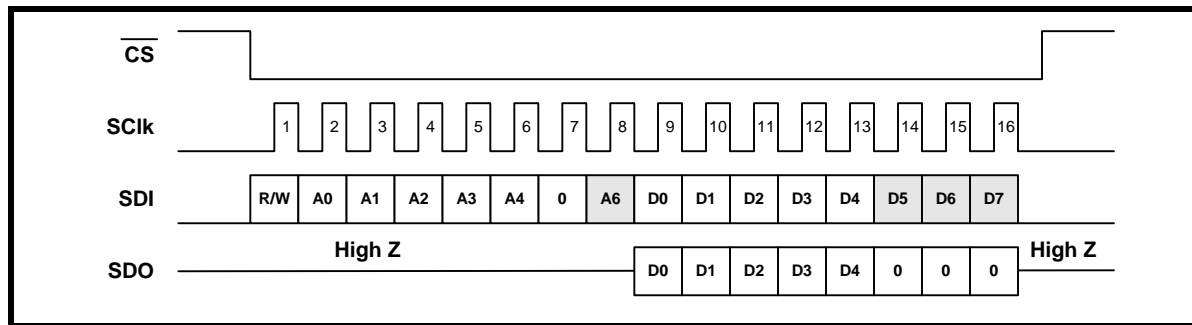 CS
SClk 1 2 3 4 5 6 7 8 9 10 11 12 13 14 15 16
SDI R/W A0 A1 A2 A3 A4 0 A6 D0 D1 D2 D3 D4 D5 D6 D7
High Z High Z
SDO D0 D1 D2 D3 D4 0 0 0